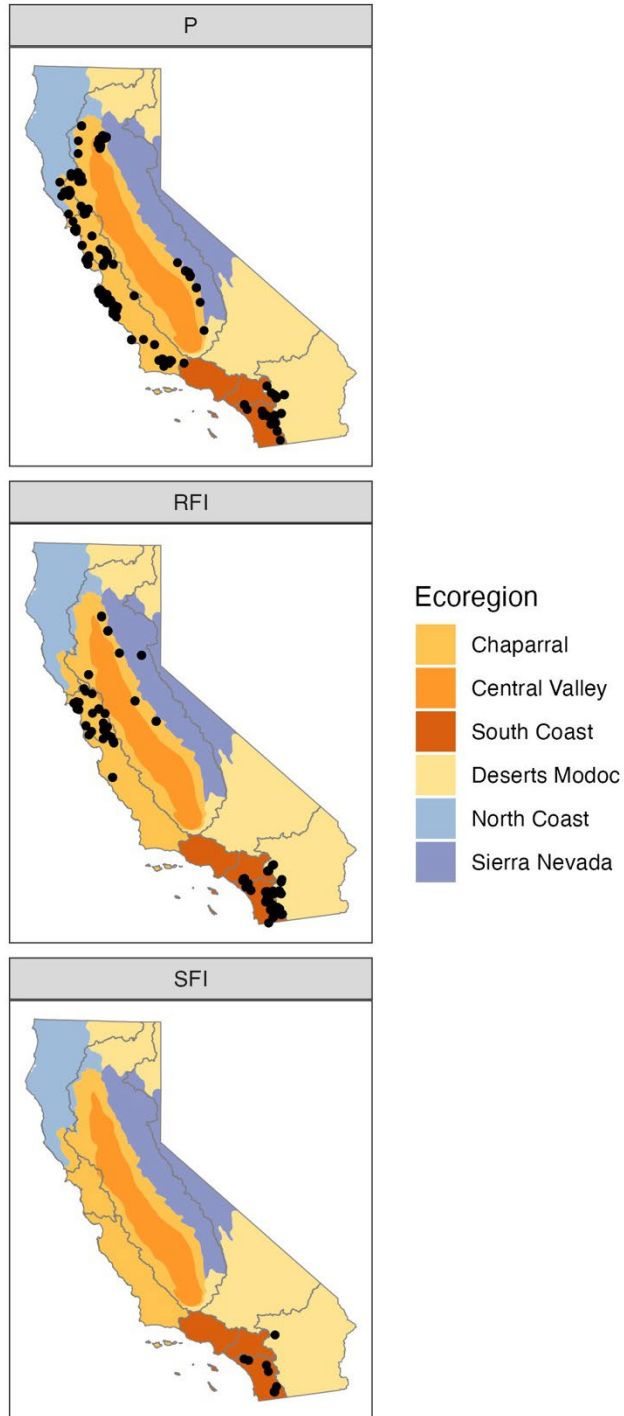 P
RFI
Ecoregion
Chaparral
Central Valley
South Coast
Deserts Modoc
North Coast
Sierra Nevada
SFI